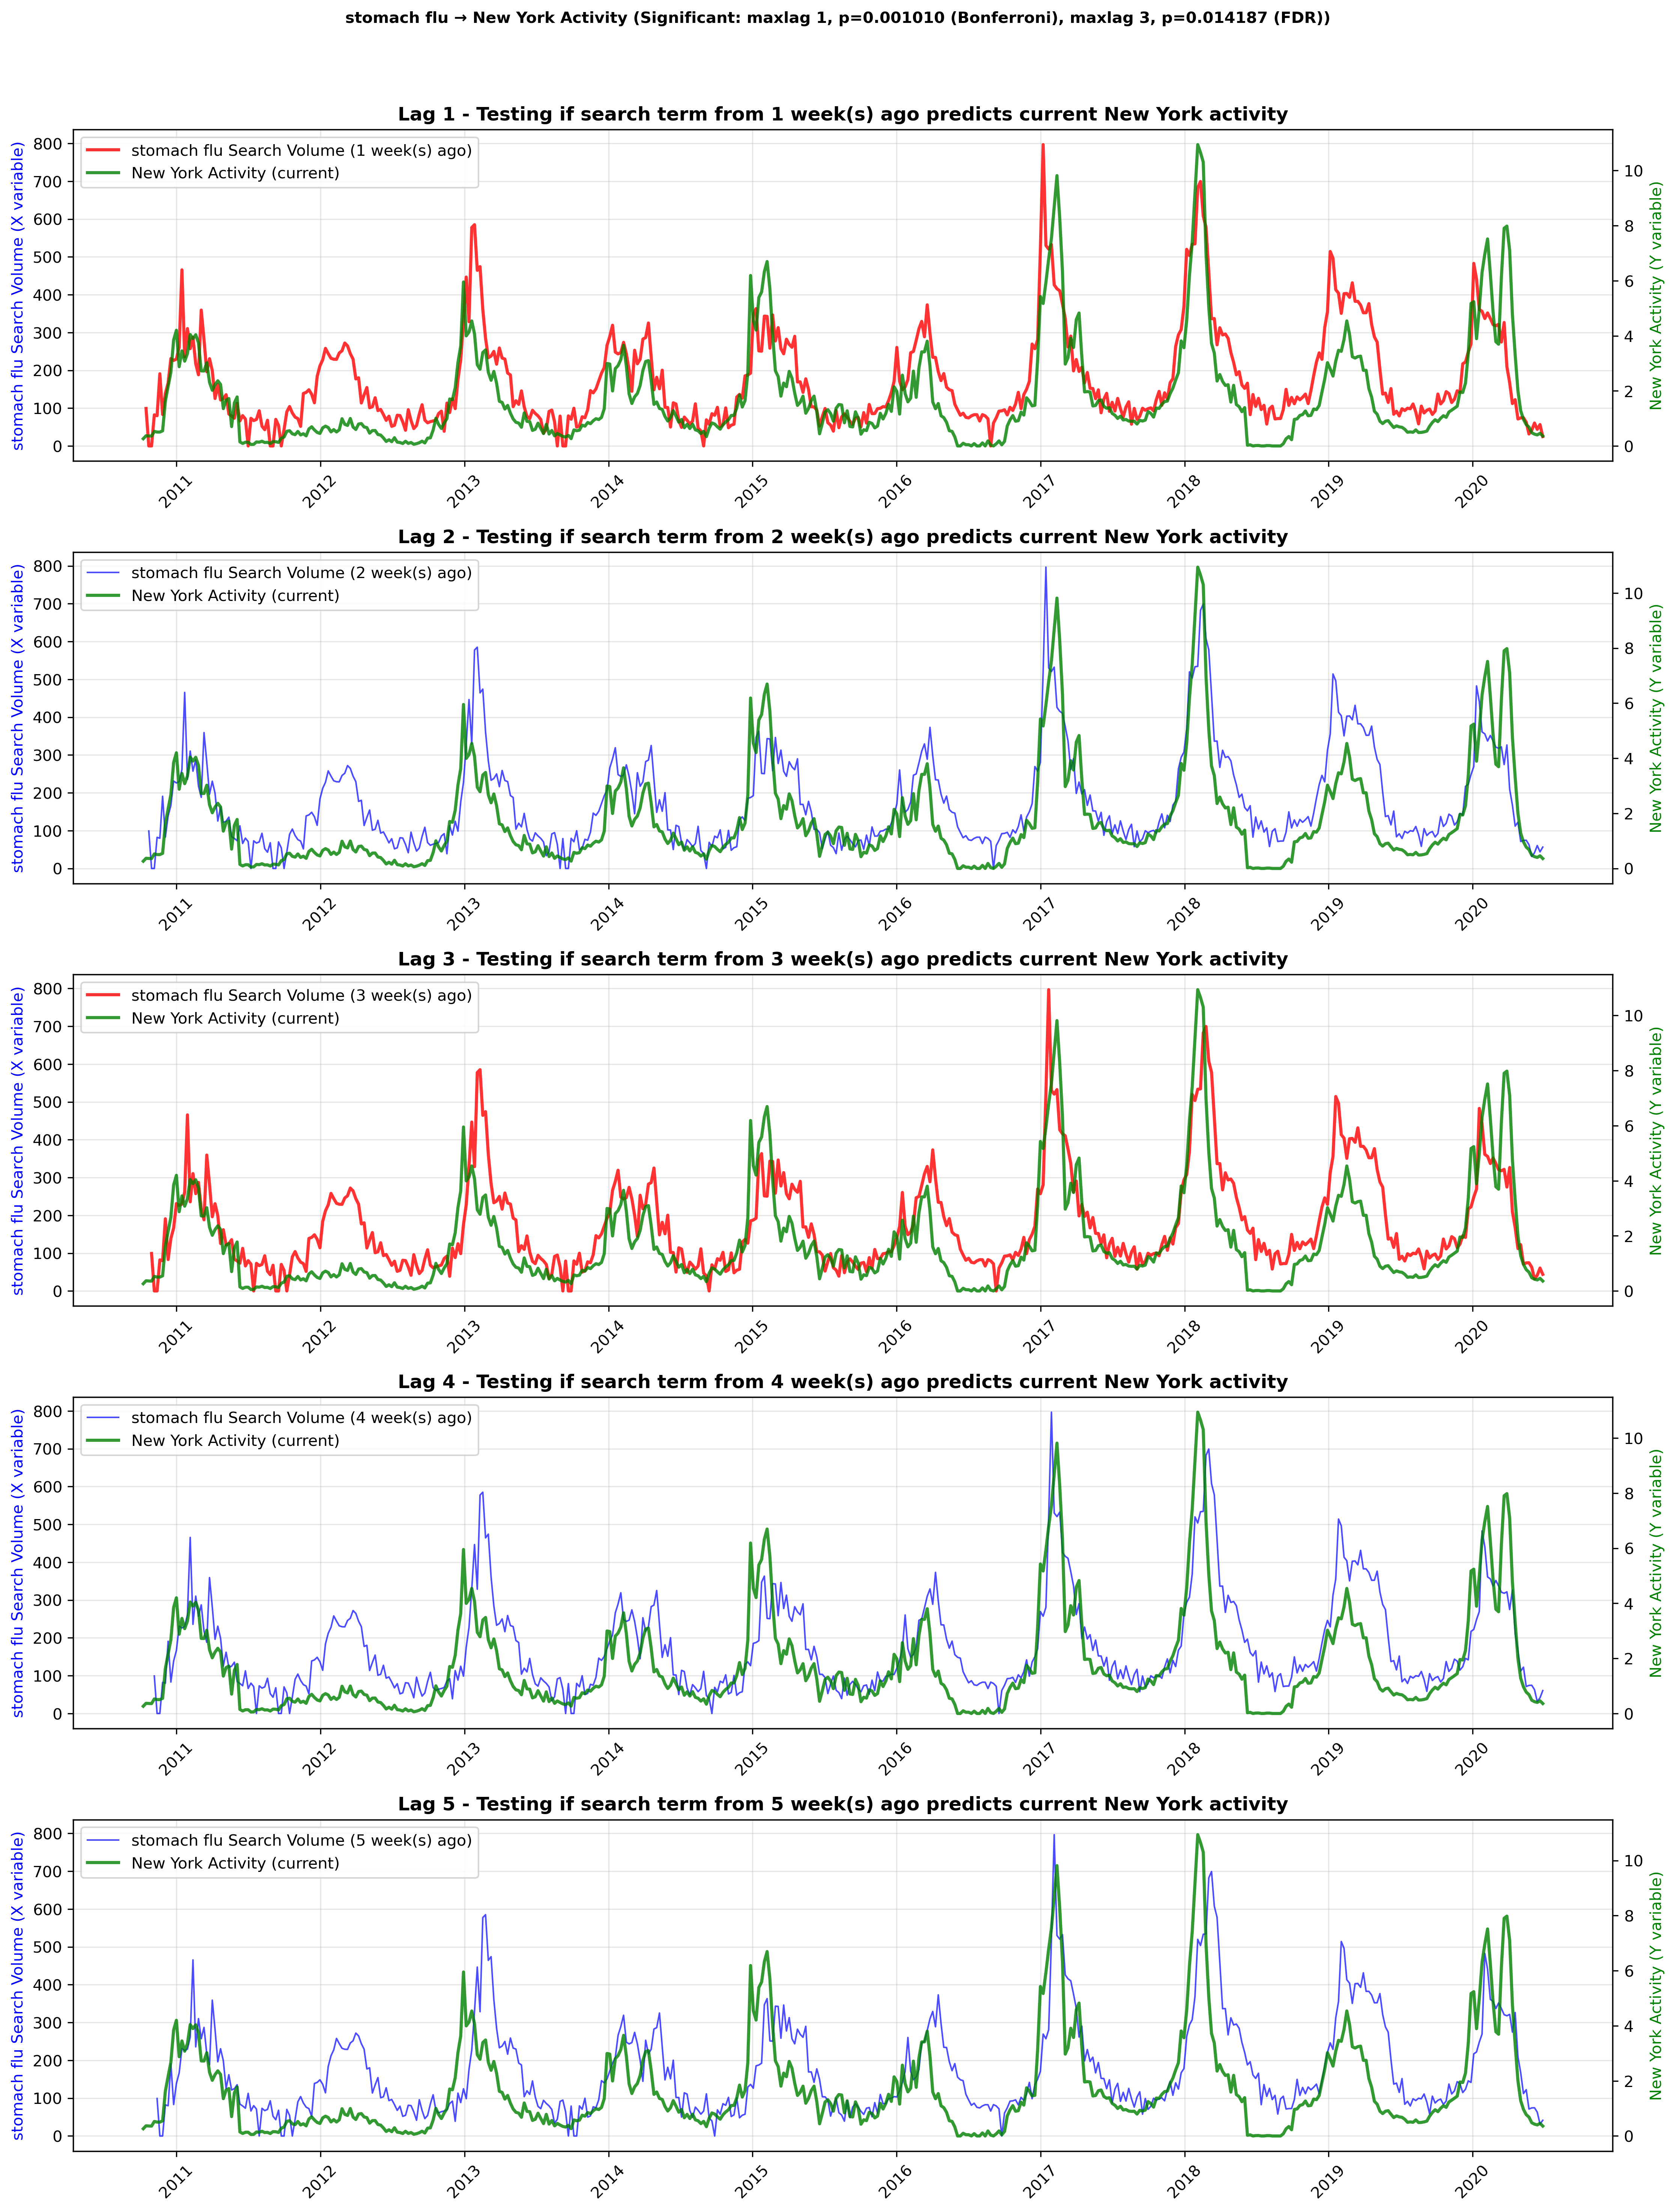 stomach flu → New York Activity (Significant: maxlag 1, p=0.001010 (Bonferroni), maxlag 3, p=0.014187 (FDR))
Lag 1 - Testing if search term from 1 week(s) ago predicts current New York activity
stomach flu Search Volume (1 week(s) ago)
New York Activity (current)
stomach flu Search Volume (X variable)
800
700
600
500
400
300
200
100
0
New York Activity (Y variable)
10
8
6
4
2
0
2011 2012 2013 2014 2015 2016 2017 2018 2019 2020
Lag 2 - Testing if search term from 2 week(s) ago predicts current New York activity
stomach flu Search Volume (2 week(s) ago)
New York Activity (current)
stomach flu Search Volume (X variable)
800
700
600
500
400
300
200
100
0
New York Activity (Y variable)
10
8
6
4
2
0
2011 2012 2013 2014 2015 2016 2017 2018 2019 2020
Lag 3 - Testing if search term from 3 week(s) ago predicts current New York activity
stomach flu Search Volume (3 week(s) ago)
New York Activity (current)
stomach flu Search Volume (X variable)
800
700
600
500
400
300
200
100
0
New York Activity (Y variable)
10
8
6
4
2
0
2011 2012 2013 2014 2015 2016 2017 2018 2019 2020
Lag 4 - Testing if search term from 4 week(s) ago predicts current New York activity
stomach flu Search Volume (4 week(s) ago)
New York Activity (current)
stomach flu Search Volume (X variable)
800
700
600
500
400
300
200
100
0
New York Activity (Y variable)
10
8
6
4
2
0
2011 2012 2013 2014 2015 2016 2017 2018 2019 2020
Lag 5 - Testing if search term from 5 week(s) ago predicts current New York activity
stomach flu Search Volume (5 week(s) ago)
New York Activity (current)
stomach flu Search Volume (X variable)
800
700
600
500
400
300
200
100
0
New York Activity (Y variable)
10
8
6
4
2
0
2011 2012 2013 2014 2015 2016 2017 2018 2019 2020